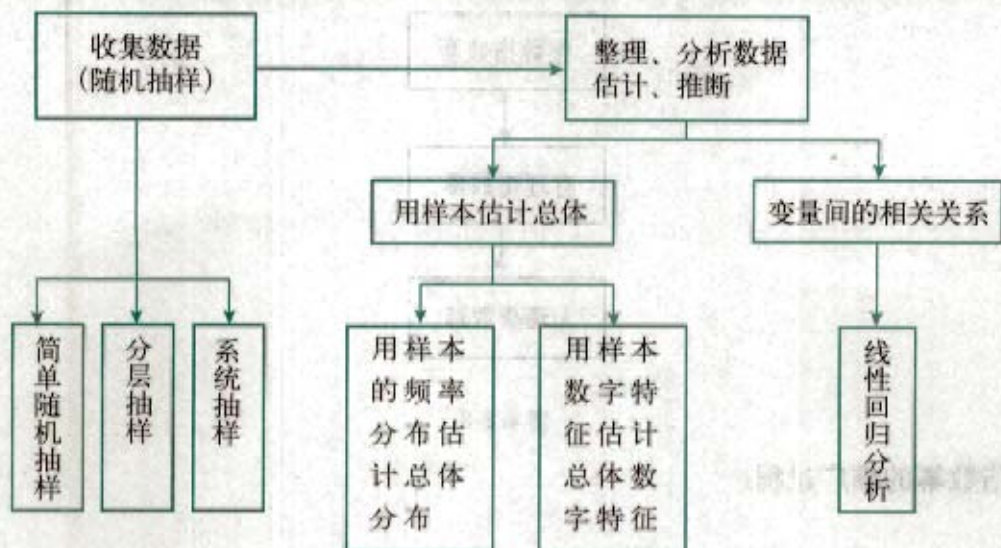 收集数据
(随机抽样)
整理、分析数据
估计、推断
用样本估计总体
变量间的相关关系
简单随机抽样
分层抽样
系统抽样
用样本
的频率
分布估
计总体
分布
用样本
数字特
征估计
总体数
字特征
线性回归分析